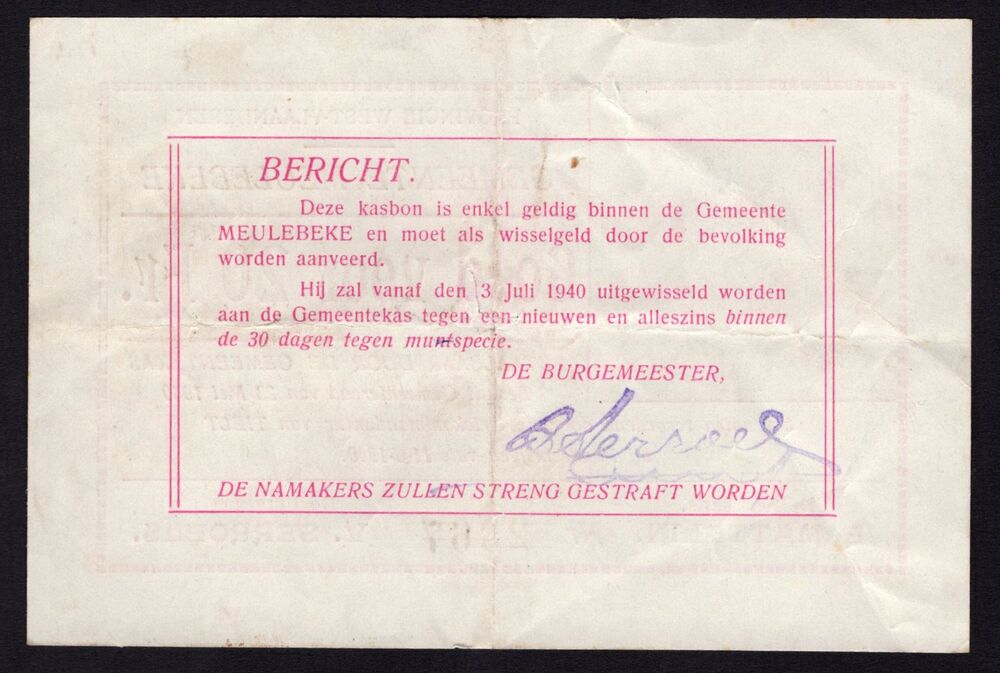 BERICHT.
Deze kasbon is enkel geldig binnen de Gemeente
MEULEBEKE en moet als wisselgeld door de bevolking
worden aanveerd.
Hij zal vanaf den 3 Juli 1940 uitgewisseld worden
aan de Gemeentekas tegen een nieuwen en alleszins binnen
de 30 dagen tegen muntspecie.
DE BURGEMEESTER,
DE NAMAKERS ZULLEN STRENG GESTRAFT WORDEN